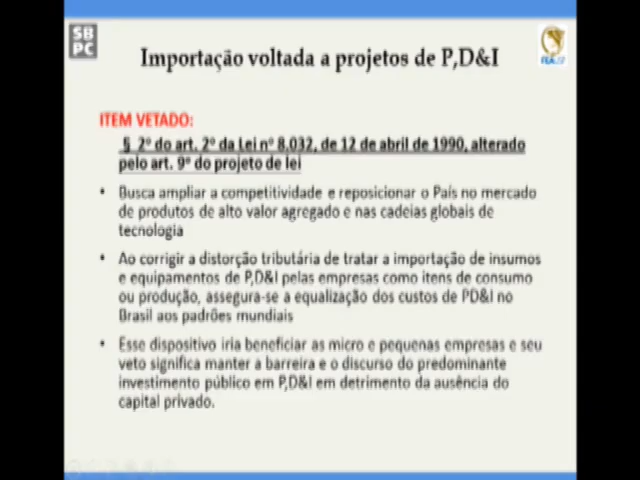 SB
PC
Importação voltada a projetos de P,D&I
ITEM VETADO:
§ 2º do art. 2º da Lei nº 8.032, de 12 de abril de 1990, alterado
pelo art. 9º do projeto de lei
• Busca ampliar a competitividade e reposicionar o País no mercado
de produtos de alto valor agregado e nas cadeias globais de
tecnologia
• Ao corrigir a distorção tributária de tratar a importação de insumos
e equipamentos de P,D&I pelas empresas como itens de consumo
ou produção, assegura-se a equalização dos custos de PD&I no
Brasil aos padrões mundiais
• Esse dispositivo iria beneficiar as micro e pequenas empresas e seu
veto significa manter a barreira e o discurso do predominante
investimento público em P,D&I em detrimento da ausência do
capital privado.